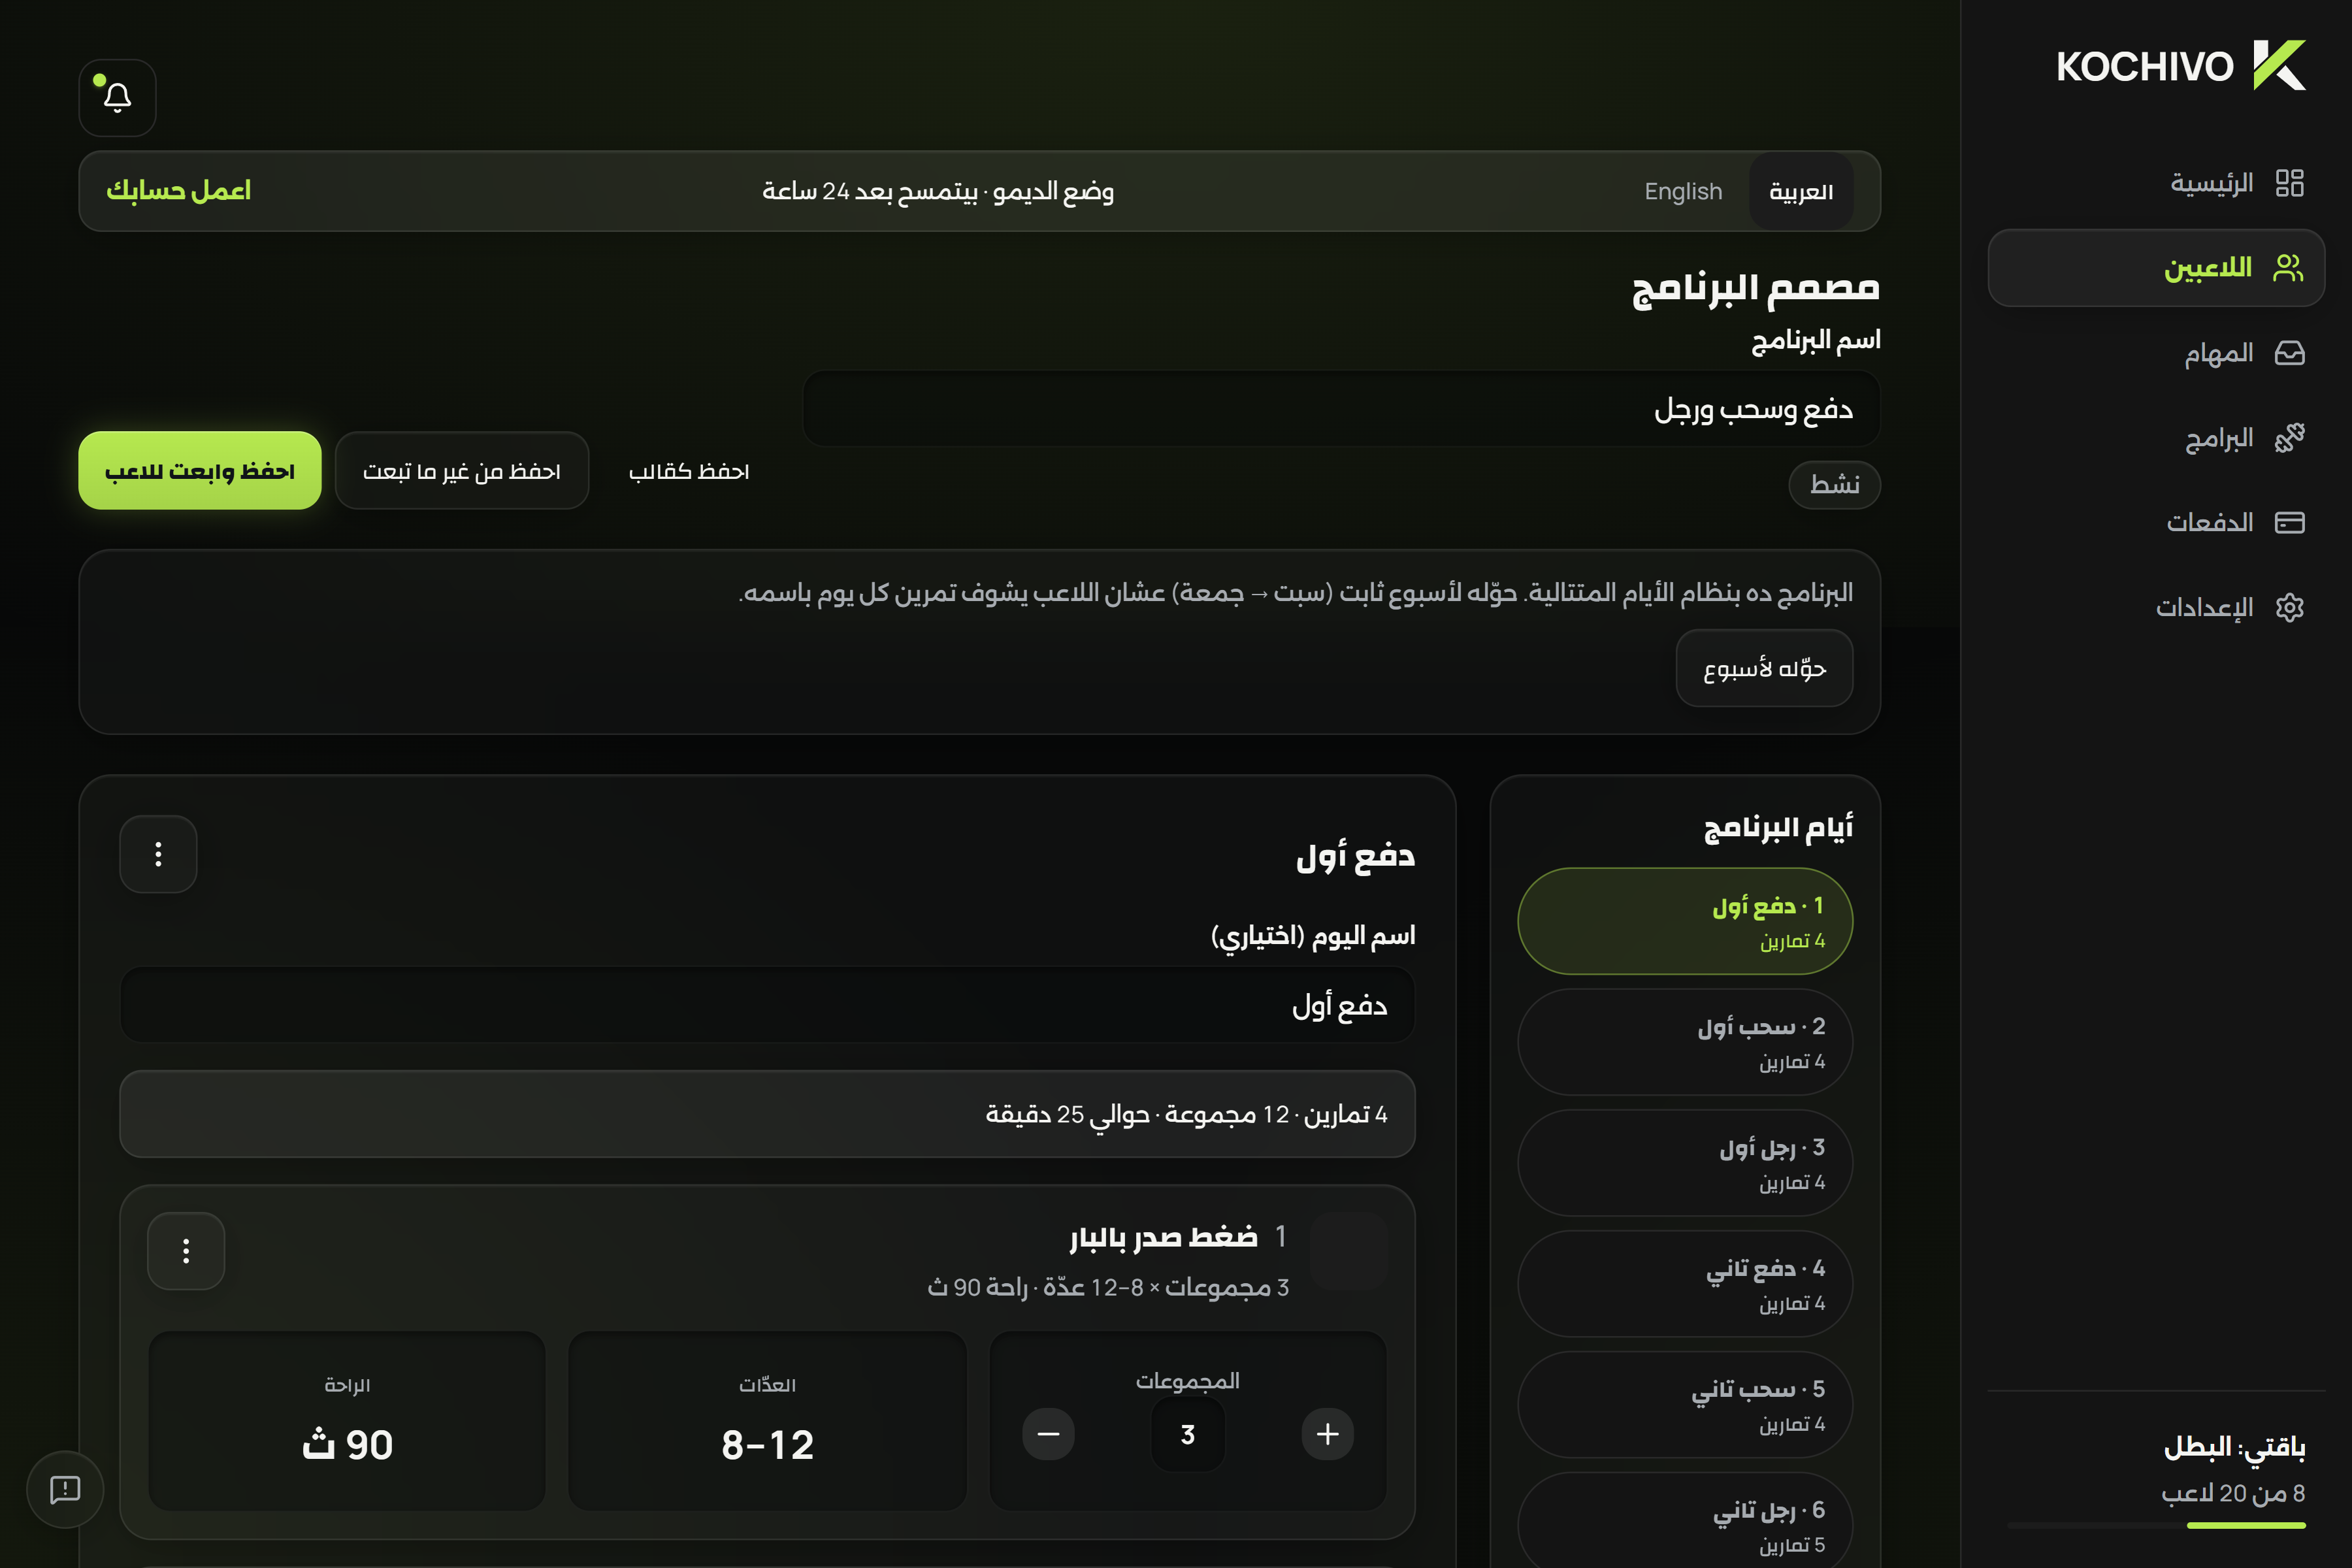 KOCHIVO
الرئيسية
اللاعبين
المهام
البرامج
الدفعات
الإعدادات
باقتي: البطل
8 من 20 لاعب
العربية
English
وضع الديمو · بيتمسح بعد 24 ساعة
اعمل حسابك
مصمم البرنامج
اسم البرنامج
دفع وسحب ورجل
نشط
احفظ كقالب
احفظ من غير ما تبعت
احفظ وابعت للاعب
البرنامج ده بنظام الأيام المتتالية. حوّله لأسبوع ثابت (سبت → جمعة) عشان اللاعب يشوف تمرين كل يوم باسمه.
حوّله لأسبوع
أيام البرنامج
1 · دفع أول
4 تمارين
2 · سحب أول
4 تمارين
3 · رجل أول
4 تمارين
4 · دفع تاني
4 تمارين
5 · سحب تاني
4 تمارين
6 · رجل تاني
5 تمارين
دفع أول
اسم اليوم (اختياري)
دفع أول
4 تمارين · 12 مجموعة · حوالي 25 دقيقة
1 ضغط صدر بالبار
3 مجموعات × 8–12 عدّة · راحة 90 ث
المجموعات
3
العدّات
8–12
الراحة
90 ث